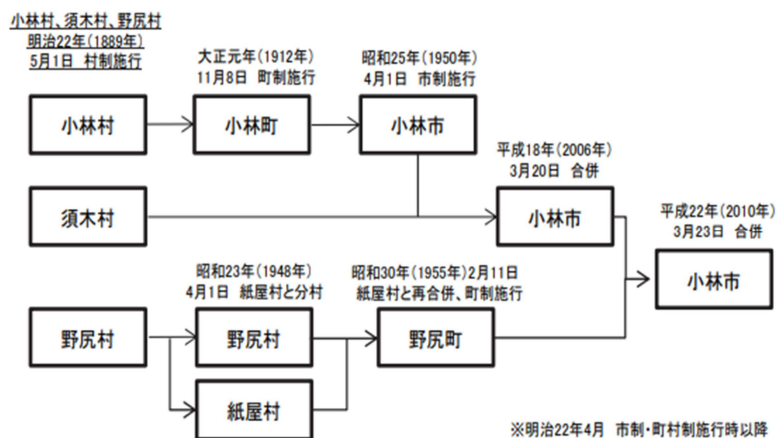 小林村、須木村、野尻村
明治22年(1889年)
5月1日 村制施行
大正元年(1912年)
11月8日 町制施行
昭和25年(1950年)
4月1日 市制施行
小林村
小林町
小林市
平成18年(2006年)
3月20日 合併
須木村
小林市
平成22年(2010年)
3月23日 合併
小林市
昭和23年(1948年)
4月1日 紙屋村と分村
昭和30年(1955年)2月11日
紙屋村と再合併、町制施行
野尻村
野尻村
野尻町
紙屋村
※明治22年4月 市制・町村制施行時以降